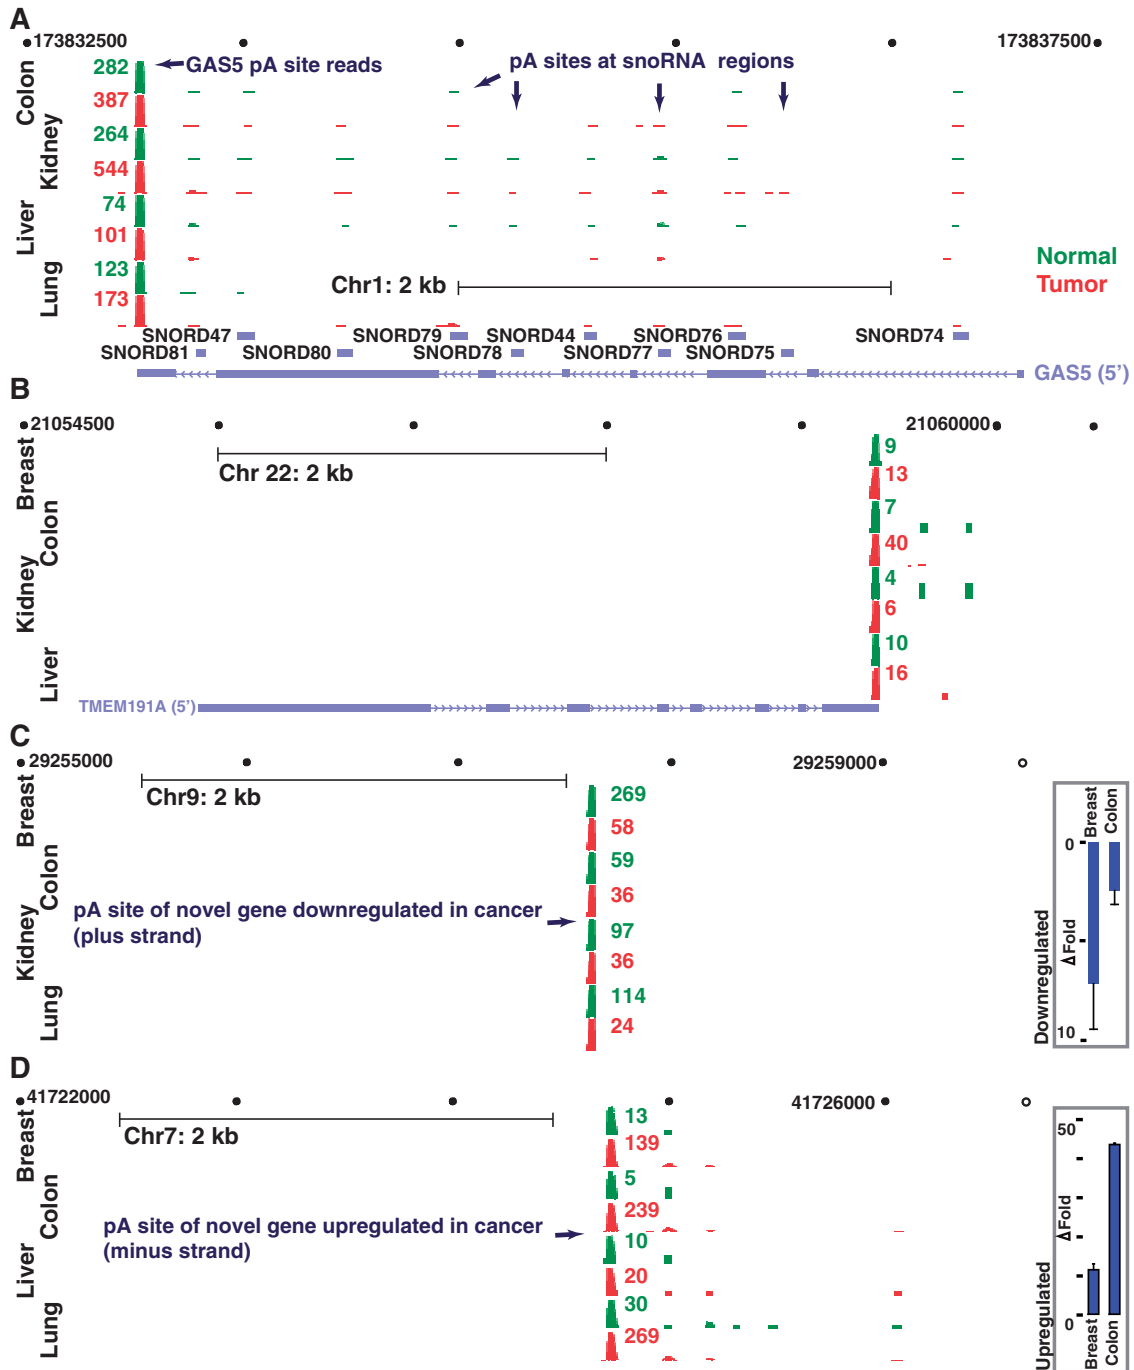 A
173832500
173837500
GAS5 pA site reads
pA sites at snoRNA regions
Colon
282
387
Kidney
264
544
Liver
74
101
Lung
123
173
Normal
Tumor
Chr1: 2 kb
SNORD47
SNORD79
SNORD44
SNORD76
SNORD74
SNORD81
SNORD80
SNORD78
SNORD77
SNORD75
GAS5 (5')
B
21054500
21060000
Chr 22: 2 kb
Breast
9
13
Colon
7
40
Kidney
4
6
Liver
10
16
TMEM191A (5')
C
29255000
29259000
Chr9: 2 kb
Breast
269
58
Colon
59
36
Kidney
97
36
Lung
114
24
pA site of novel gene downregulated in cancer
(plus strand)
Breast
Colon
0
ΔFold
10
Downregulated
D
41722000
41726000
Chr7: 2 kb
Breast
13
139
Colon
5
239
Liver
10
20
Lung
30
269
pA site of novel gene upregulated in cancer
(minus strand)
50
ΔFold
0
Upregulated
Breast
Colon